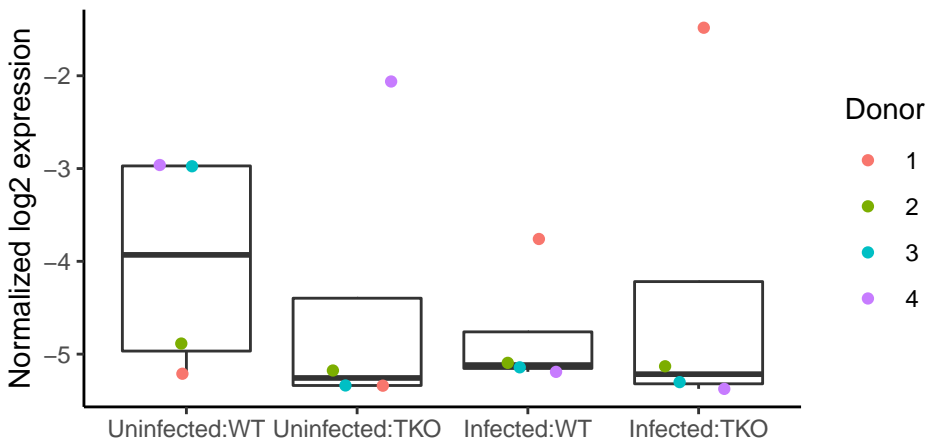 Normalized log2 expression
−2
−3
−4
−5
Uninfected:WT
Uninfected:TKO
Infected:WT
Infected:TKO
Donor
1
2
3
4